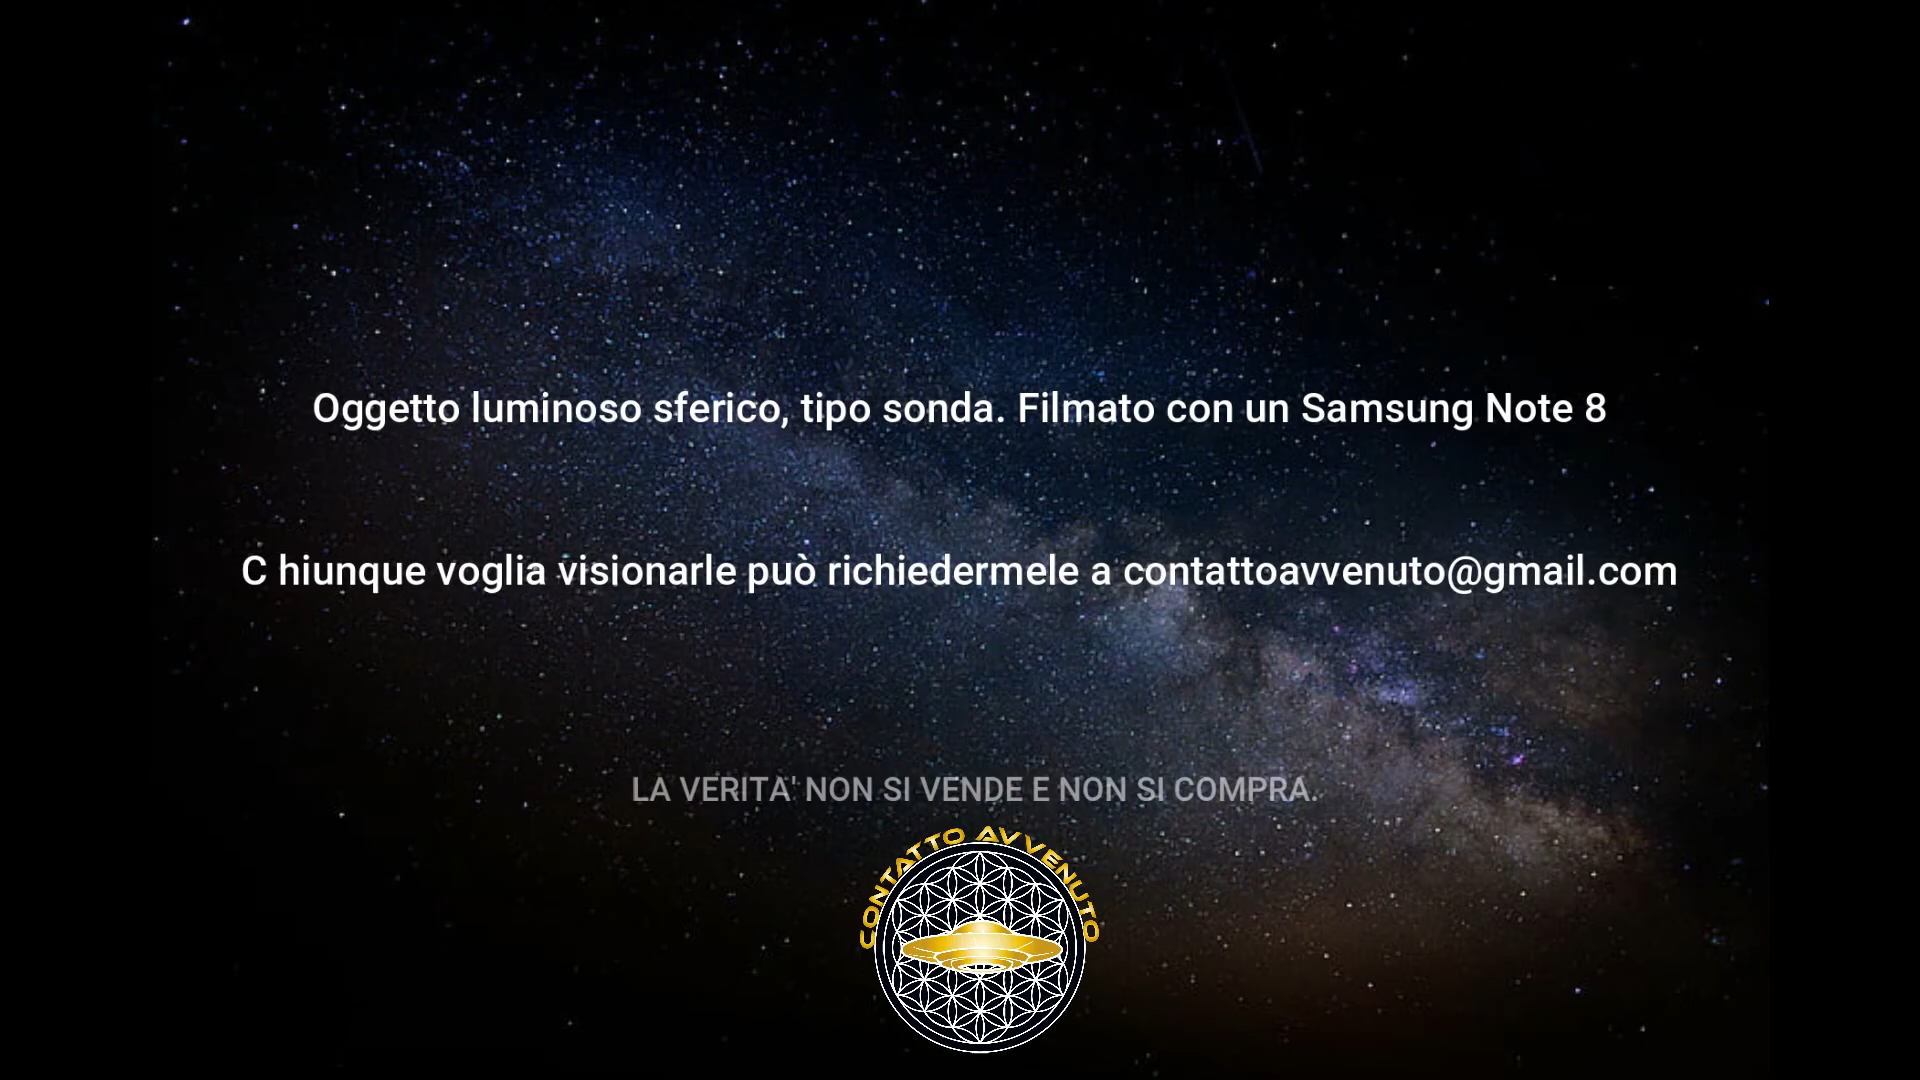 Oggetto luminoso sferico, tipo sonda. Filmato con un Samsung Note 8
C hiunque voglia visionarle può richiedermele a contattoavvenuto@gmail.com
LA VERITA' NON SI VENDE E NON SI COMPRA.
CONTATTO AVVENUTO